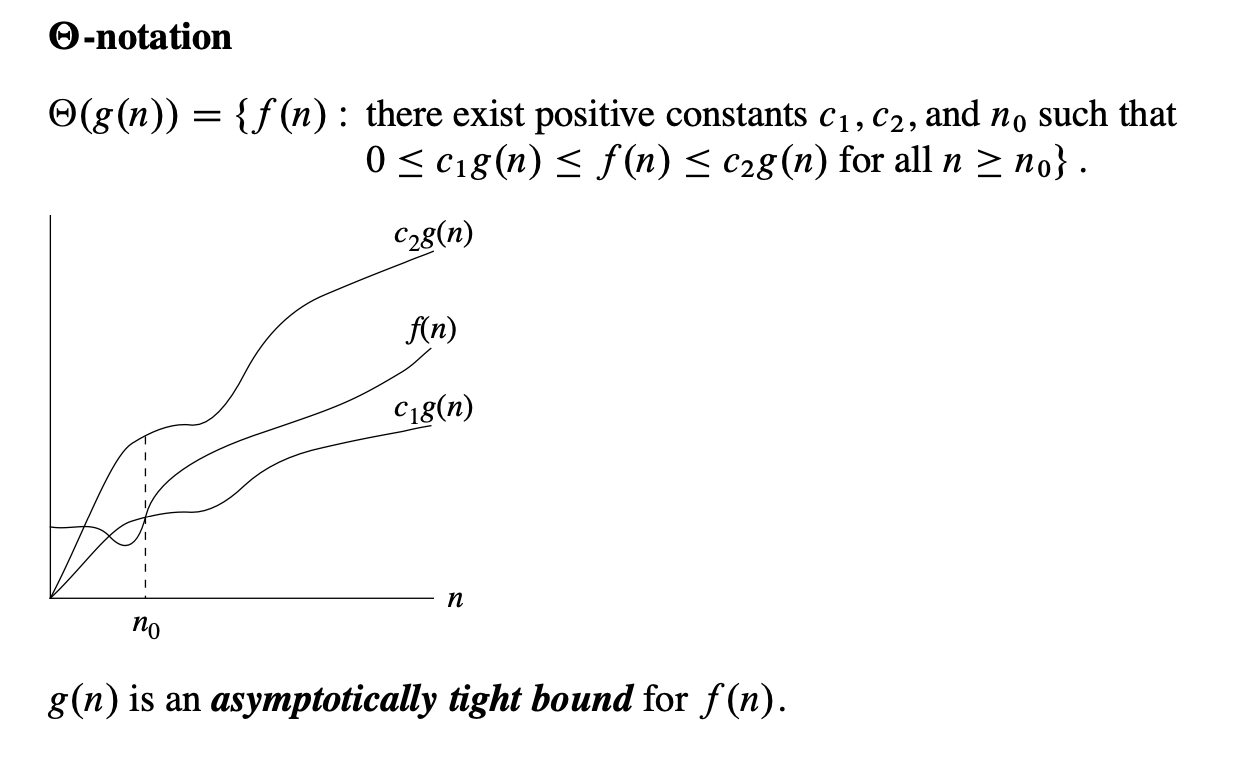 Θ-notation
Θ(g(n)) = {f(n) : there exist positive constants c₁, c₂, and n₀ such that
0 ≤ c₁g(n) ≤ f(n) ≤ c₂g(n) for all n ≥ n₀} .
c₂g(n)
f(n)
c₁g(n)
n
n₀
g(n) is an asymptotically tight bound for f(n).